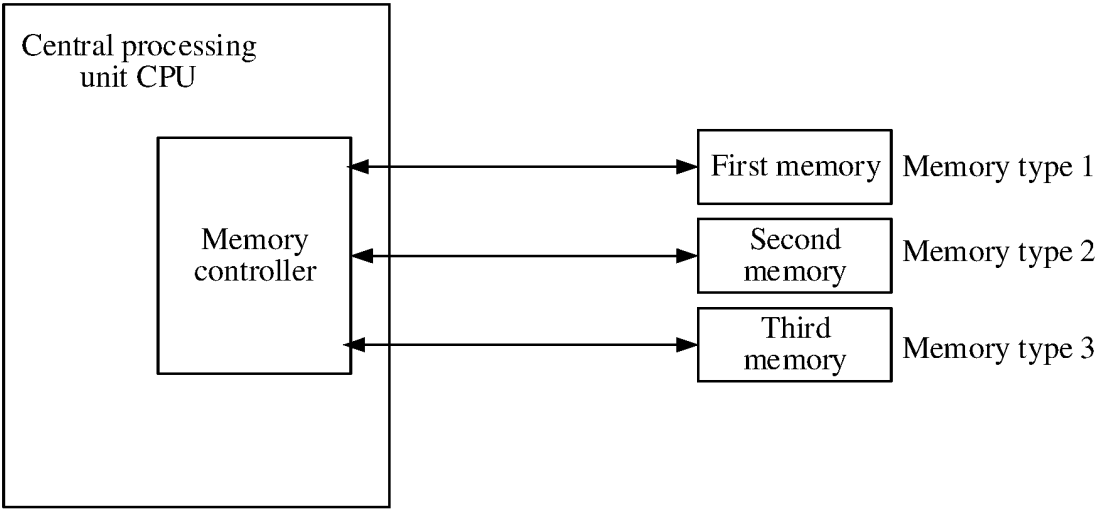 Central processing
unit CPU
Memory
controller
First memory
Memory type 1
Second
memory
Memory type 2
Third
memory
Memory type 3